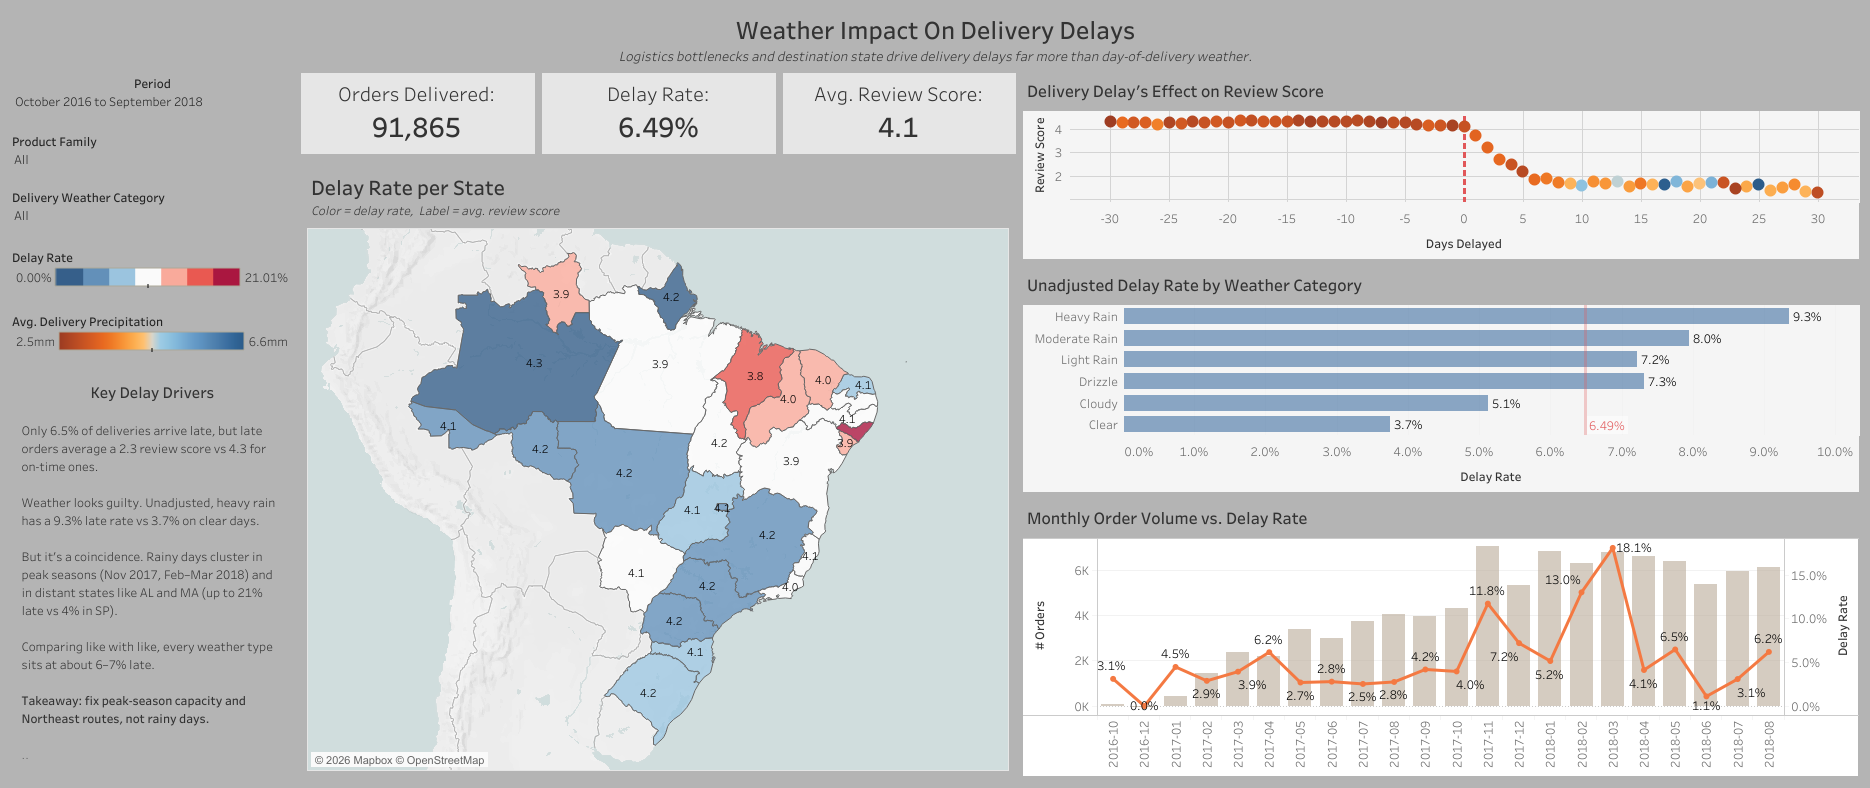 Weather Impact On Delivery Delays
Logistics bottlenecks and destination state drive delivery delays far more than day-of-delivery weather.
Period
October 2016 to September 2018
Product Family
All
Delivery Weather Category
All
Delay Rate
0.00% 21.01%
Avg. Delivery Precipitation
2.5mm 6.6mm
Key Delay Drivers
Only 6.5% of deliveries arrive late, but late
orders average a 2.3 review score vs 4.3 for
on-time ones.
Weather looks guilty. Unadjusted, heavy rain
has a 9.3% late rate vs 3.7% on clear days.
But it's a coincidence. Rainy days cluster in
peak seasons (Nov 2017, Feb–Mar 2018) and
in distant states like AL and MA (up to 21%
late vs 4% in SP).
Comparing like with like, every weather type
sits at about 6–7% late.
Takeaway: fix peak-season capacity and
Northeast routes, not rainy days.
..
Orders Delivered:
91,865
Delay Rate:
6.49%
Avg. Review Score:
4.1
Delay Rate per State
Color = delay rate, Label = avg. review score
3.9
4.2
4.3
3.9
3.8
4.0
4.0
4.1
4.1
4.1
3.9
4.2
4.2
4.2
3.9
4.1
4.1
4.2
4.1
4.1
4.2
4.0
4.2
4.1
4.2
© 2026 Mapbox © OpenStreetMap
Delivery Delay's Effect on Review Score
Review Score
4
3
2
-30 -25 -20 -15 -10 -5 0 5 10 15 20 25 30
Days Delayed
Unadjusted Delay Rate by Weather Category
Heavy Rain 9.3%
Moderate Rain 8.0%
Light Rain 7.2%
Drizzle 7.3%
Cloudy 5.1%
Clear 3.7% 6.49%
0.0% 1.0% 2.0% 3.0% 4.0% 5.0% 6.0% 7.0% 8.0% 9.0% 10.0%
Delay Rate
Monthly Order Volume vs. Delay Rate
# Orders
6K
4K
2K
0K
3.1%
0.0%
4.5%
2.9%
3.9%
6.2%
2.7%
2.8%
2.5%
2.8%
4.2%
4.0%
11.8%
7.2%
5.2%
13.0%
18.1%
4.1%
6.5%
1.1%
3.1%
6.2%
15.0%
10.0%
5.0%
0.0%
Delay Rate
2016-10 2016-12 2017-01 2017-02 2017-03 2017-04 2017-05 2017-06 2017-07 2017-08 2017-09 2017-10 2017-11 2017-12 2018-01 2018-02 2018-03 2018-04 2018-05 2018-06 2018-07 2018-08